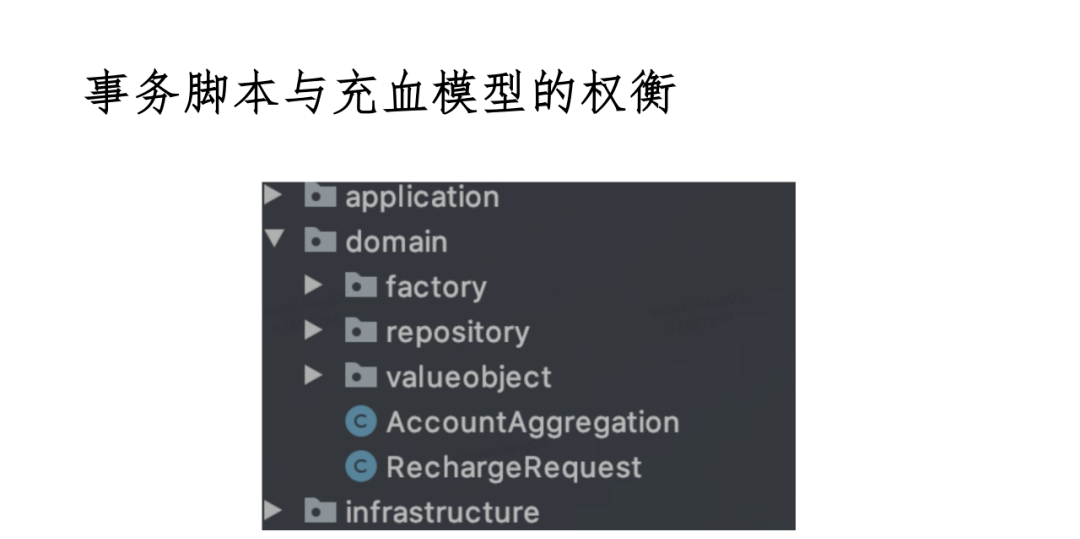 事务脚本与充血模型的权衡
application
domain
factory
repository
valueobject
C AccountAggregation
C RechargeRequest
infrastructure